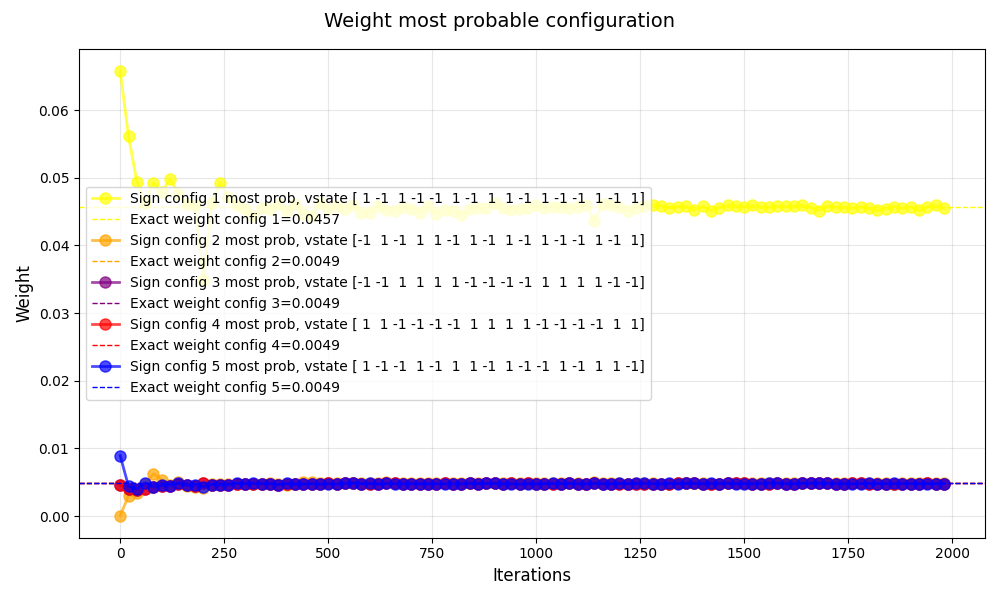 Weight most probable configuration
0.06
0.05
0.04
0.03
0.02
0.01
0.00
Weight
Sign config 1 most prob, vstate [ 1 -1  1 -1  1 -1  1 -1  1 -1  1 -1  1 -1  1 -1  1]
Exact weight config 1=0.0457
Sign config 2 most prob, vstate [-1  1 -1  1  1 -1  1 -1  1 -1  1 -1 -1  1 -1  1]
Exact weight config 2=0.0049
Sign config 3 most prob, vstate [-1 -1  1  1  1  1 -1 -1 -1 -1  1  1  1  1 -1 -1]
Exact weight config 3=0.0049
Sign config 4 most prob, vstate [ 1  1 -1 -1 -1 -1  1  1  1  1 -1 -1 -1 -1  1  1]
Exact weight config 4=0.0049
Sign config 5 most prob, vstate [ 1 -1 -1  1 -1  1  1 -1  1 -1  1 -1  1 -1  1  1 -1]
Exact weight config 5=0.0049
0 250 500 750 1000 1250 1500 1750 2000
Iterations